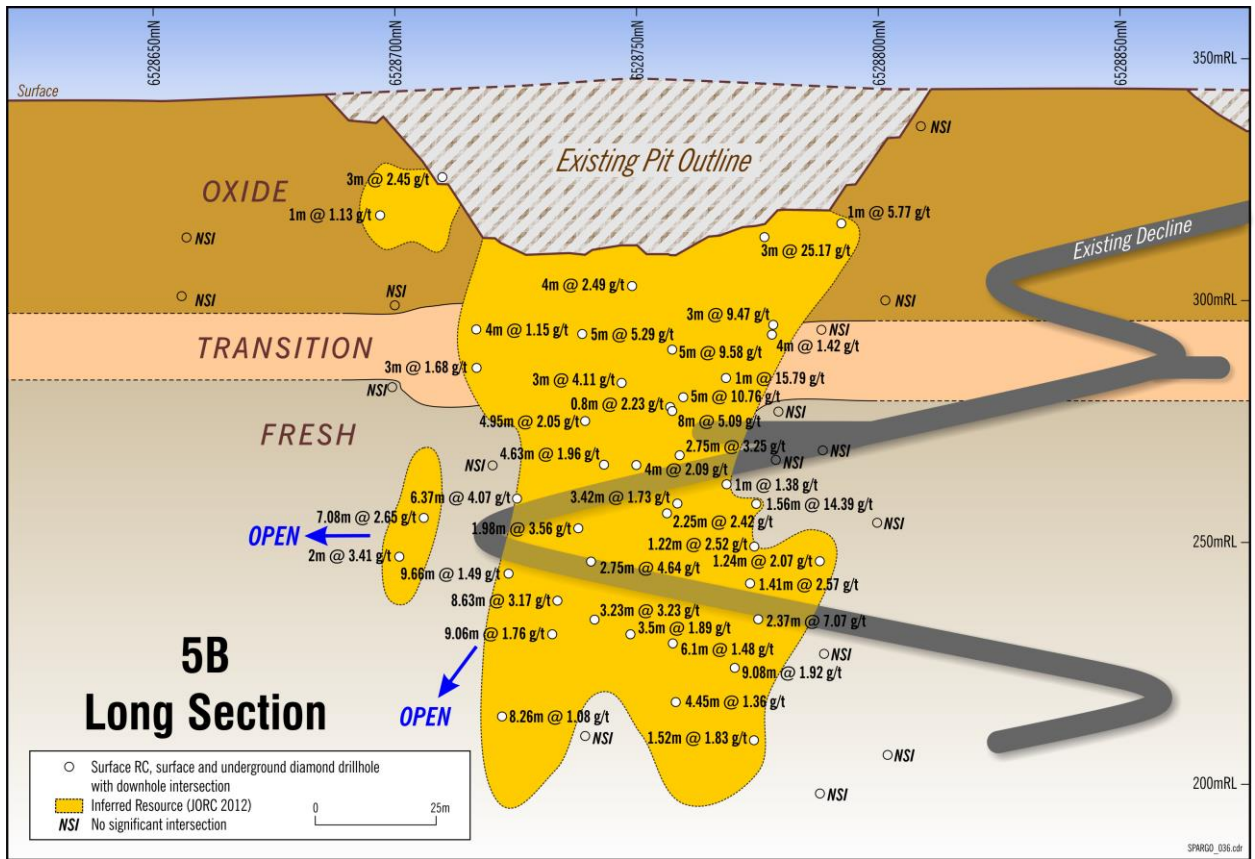 6528650mN
6528700mN
6528750mN
6528800mN
6528850mN
350mRL
Surface
NSI
Existing Pit Outline
OXIDE
3m @ 2.45 g/t
1m @ 1.13 g/t
1m @ 5.77 g/t
NSI
3m @ 25.17 g/t
Existing Decline
4m @ 2.49 g/t
NSI
NSI
NSI
300mRL
3m @ 9.47 g/t
4m @ 1.15 g/t
5m @ 5.29 g/t
NSI
TRANSITION
4m @ 1.42 g/t
5m @ 9.58 g/t
3m @ 1.68 g/t
3m @ 4.11 g/t
1m @ 15.79 g/t
NSI
5m @ 10.76 g/t
0.8m @ 2.23 g/t
NSI
4.95m @ 2.05 g/t
8m @ 5.09 g/t
FRESH
2.75m @ 3.25 g/t
NSI
4.63m @ 1.96 g/t
NSI
NSI
4m @ 2.09 g/t
1m @ 1.38 g/t
6.37m @ 4.07 g/t
3.42m @ 1.73 g/t
1.56m @ 14.39 g/t
7.08m @ 2.65 g/t
2.25m @ 2.42 g/t
NSI
OPEN
1.98m @ 3.56 g/t
1.22m @ 2.52 g/t
250mRL
2m @ 3.41 g/t
1.24m @ 2.07 g/t
2.75m @ 4.64 g/t
9.66m @ 1.49 g/t
1.41m @ 2.57 g/t
8.63m @ 3.17 g/t
3.23m @ 3.23 g/t
2.37m @ 7.07 g/t
9.06m @ 1.76 g/t
3.5m @ 1.89 g/t
6.1m @ 1.48 g/t
NSI
9.08m @ 1.92 g/t
5B
Long Section
4.45m @ 1.36 g/t
OPEN
8.26m @ 1.08 g/t
NSI
1.52m @ 1.83 g/t
NSI
200mRL
NSI
Surface RC, surface and underground diamond drillhole
with downhole intersection
Inferred Resource (JORC 2012)
0
25m
NSI No significant intersection
SPARGO_036.cdr